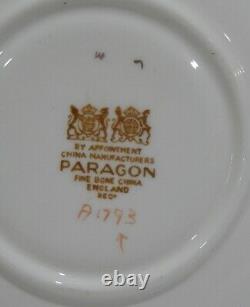 BY APPOINTMENT
CHINA MANUFACTURERS
PARAGON
FINE BONE CHINA
ENGLAND
REGD
A1793